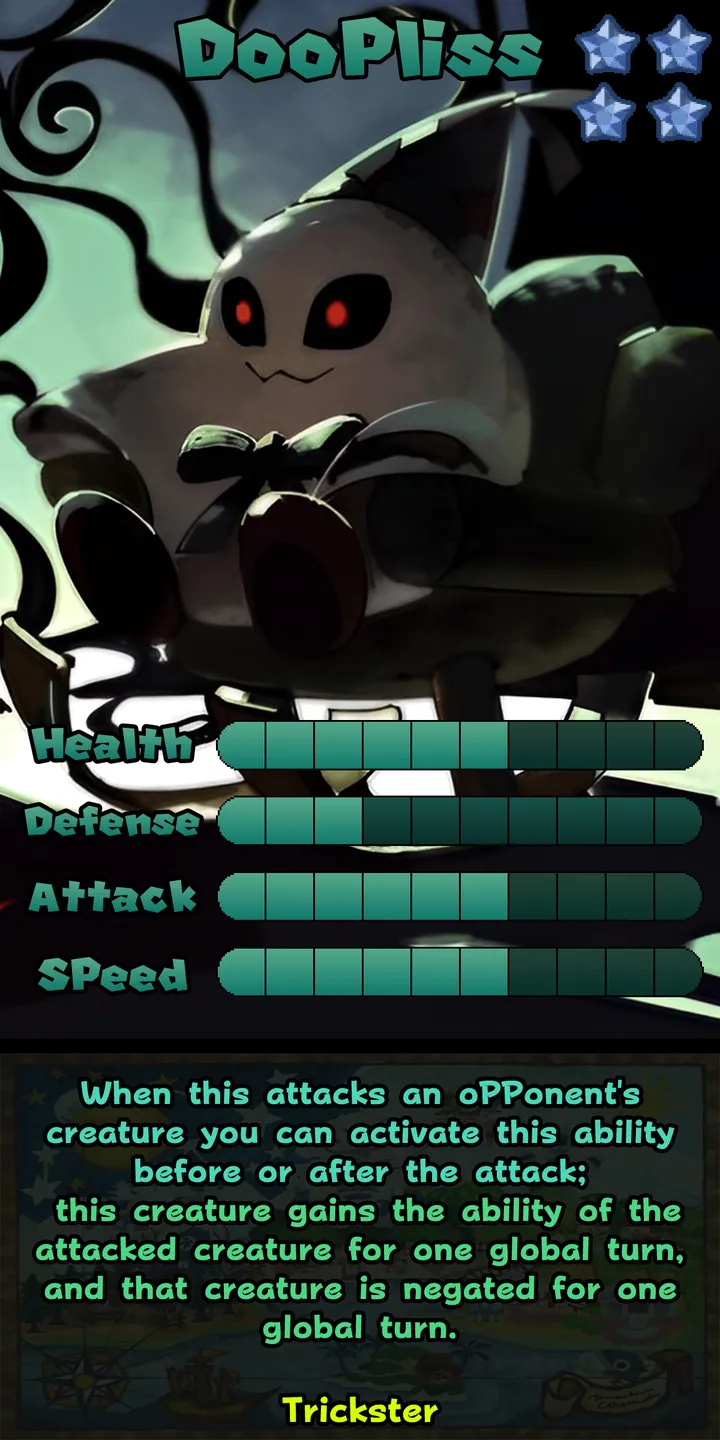 DooPliss
Health
Defense
Attack
SPeed
When this attacks an oPPonent's
creature you can activate this ability
before or after the attack;
this creature gains the ability of the
attacked creature for one global turn,
and that creature is negated for one
global turn.
Trickster